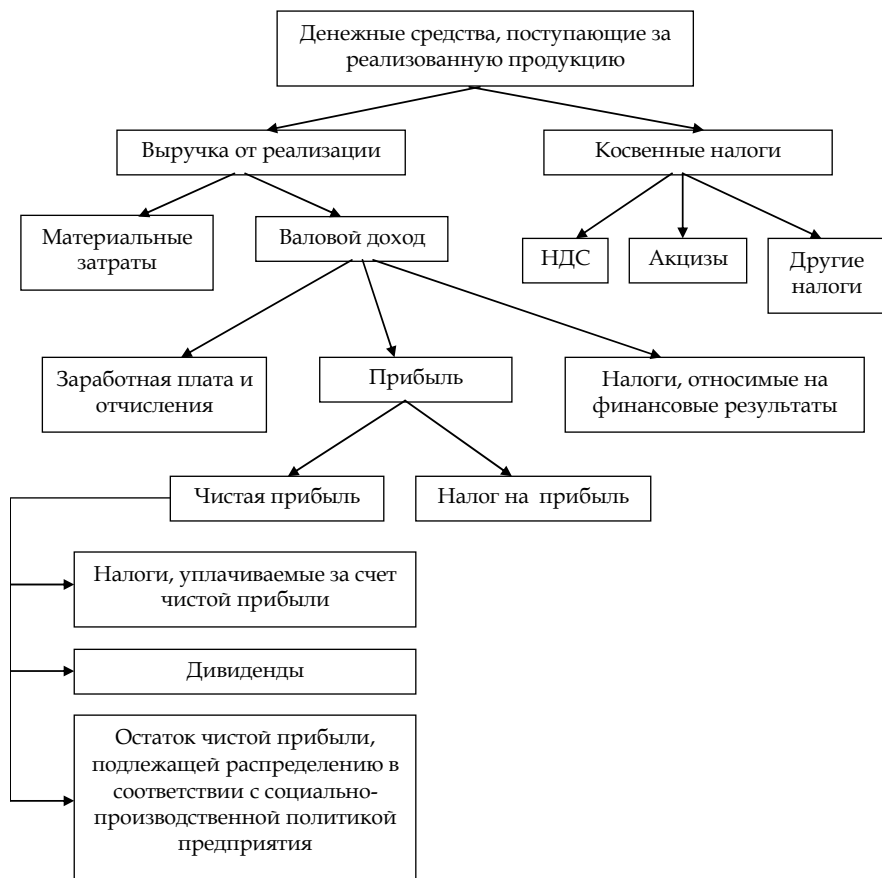 Денежные средства, поступающие за
реализованную продукцию
Выручка от реализации
Косвенные налоги
Материальные
затраты
Валовой доход
НДС
Акцизы
Другие
налоги
Заработная плата и
отчисления
Прибыль
Налоги, относимые на
финансовые результаты
Чистая прибыль
Налог на прибыль
Налоги, уплачиваемые за счет
чистой прибыли
Дивиденды
Остаток чистой прибыли,
подлежащей распределению в
соответствии с социально-
производственной политикой
предприятия